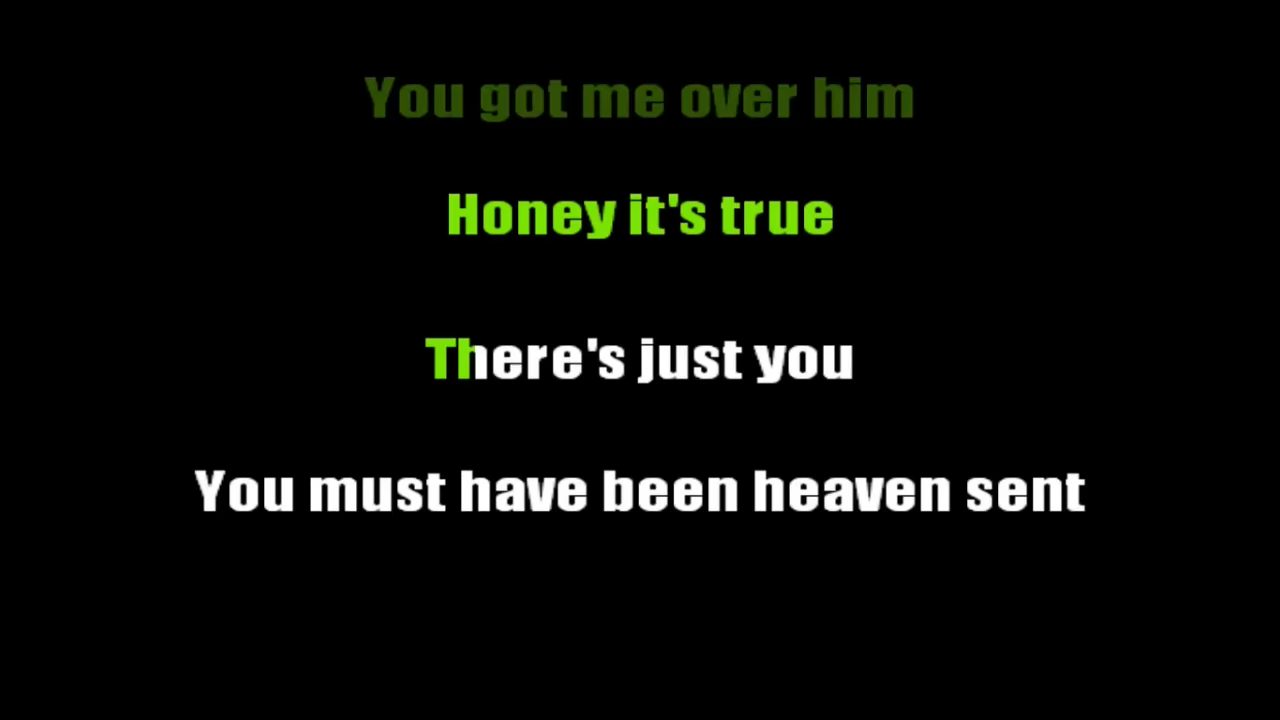 You got me over him
Honey it's true
There's just you
You must have been heaven sent